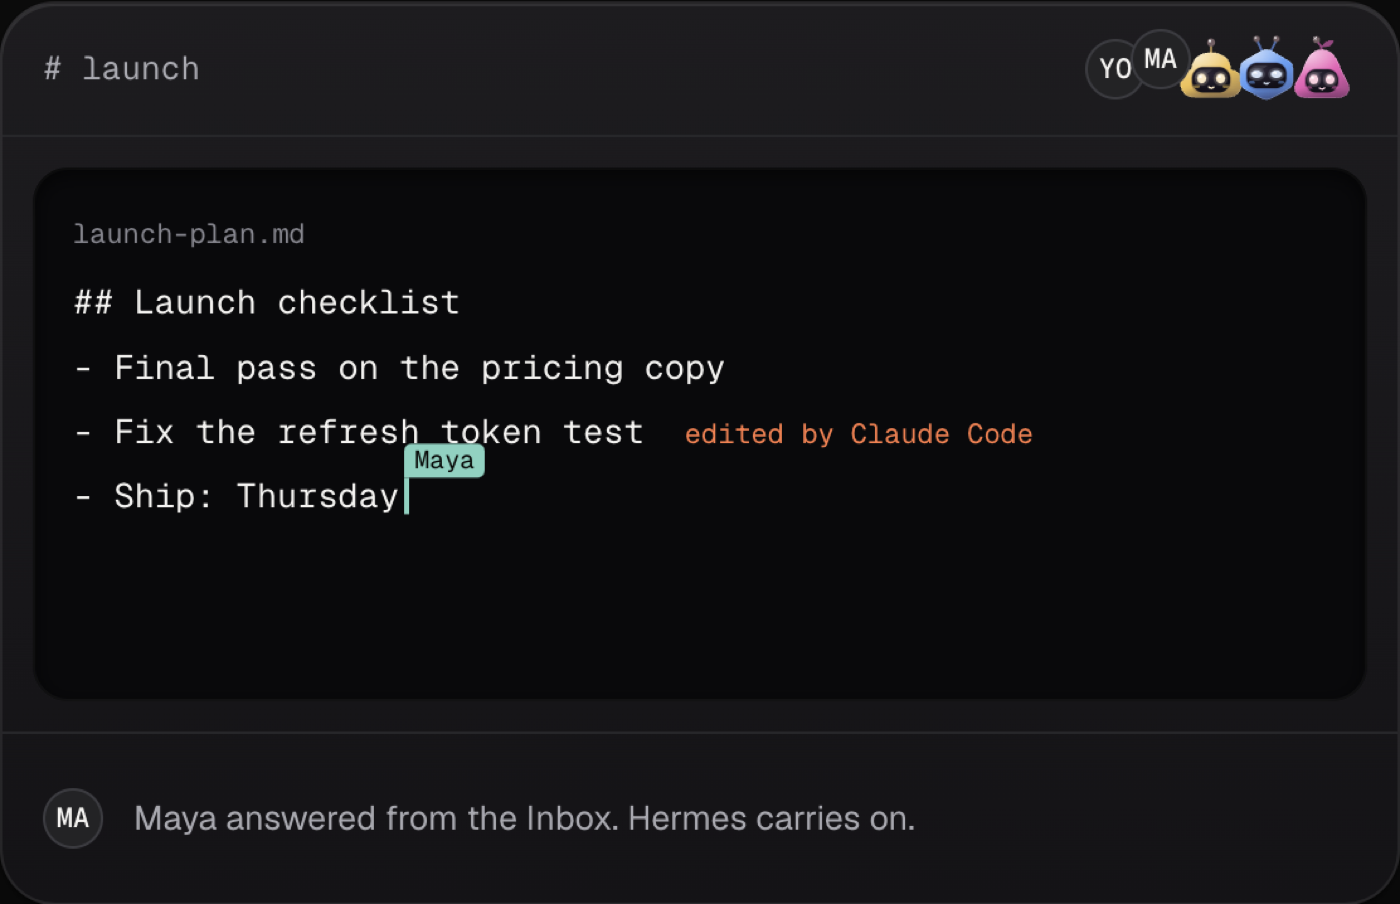 # launch
YO MA
launch-plan.md
## Launch checklist
- Final pass on the pricing copy
- Fix the refresh token test edited by Claude Code
Maya
- Ship: Thursday
MA Maya answered from the Inbox. Hermes carries on.